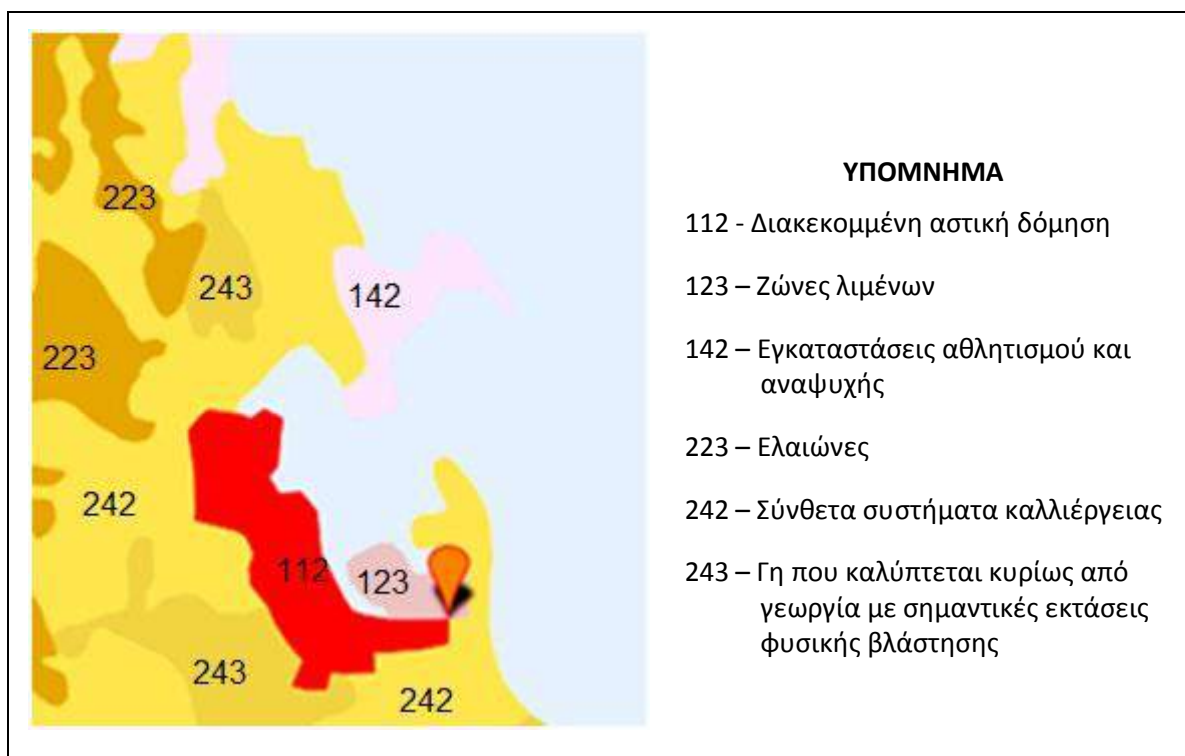 223
243
142
223
242
112
123
243
242
ΥΠΟΜΝΗΜΑ
112 - Διακεκομμένη αστική δόμηση
123 – Ζώνες λιμένων
142 – Εγκαταστάσεις αθλητισμού και
αναψυχής
223 – Ελαιώνες
242 – Σύνθετα συστήματα καλλιέργειας
243 – Γη που καλύπτεται κυρίως από
γεωργία με σημαντικές εκτάσεις
φυσικής βλάστησης